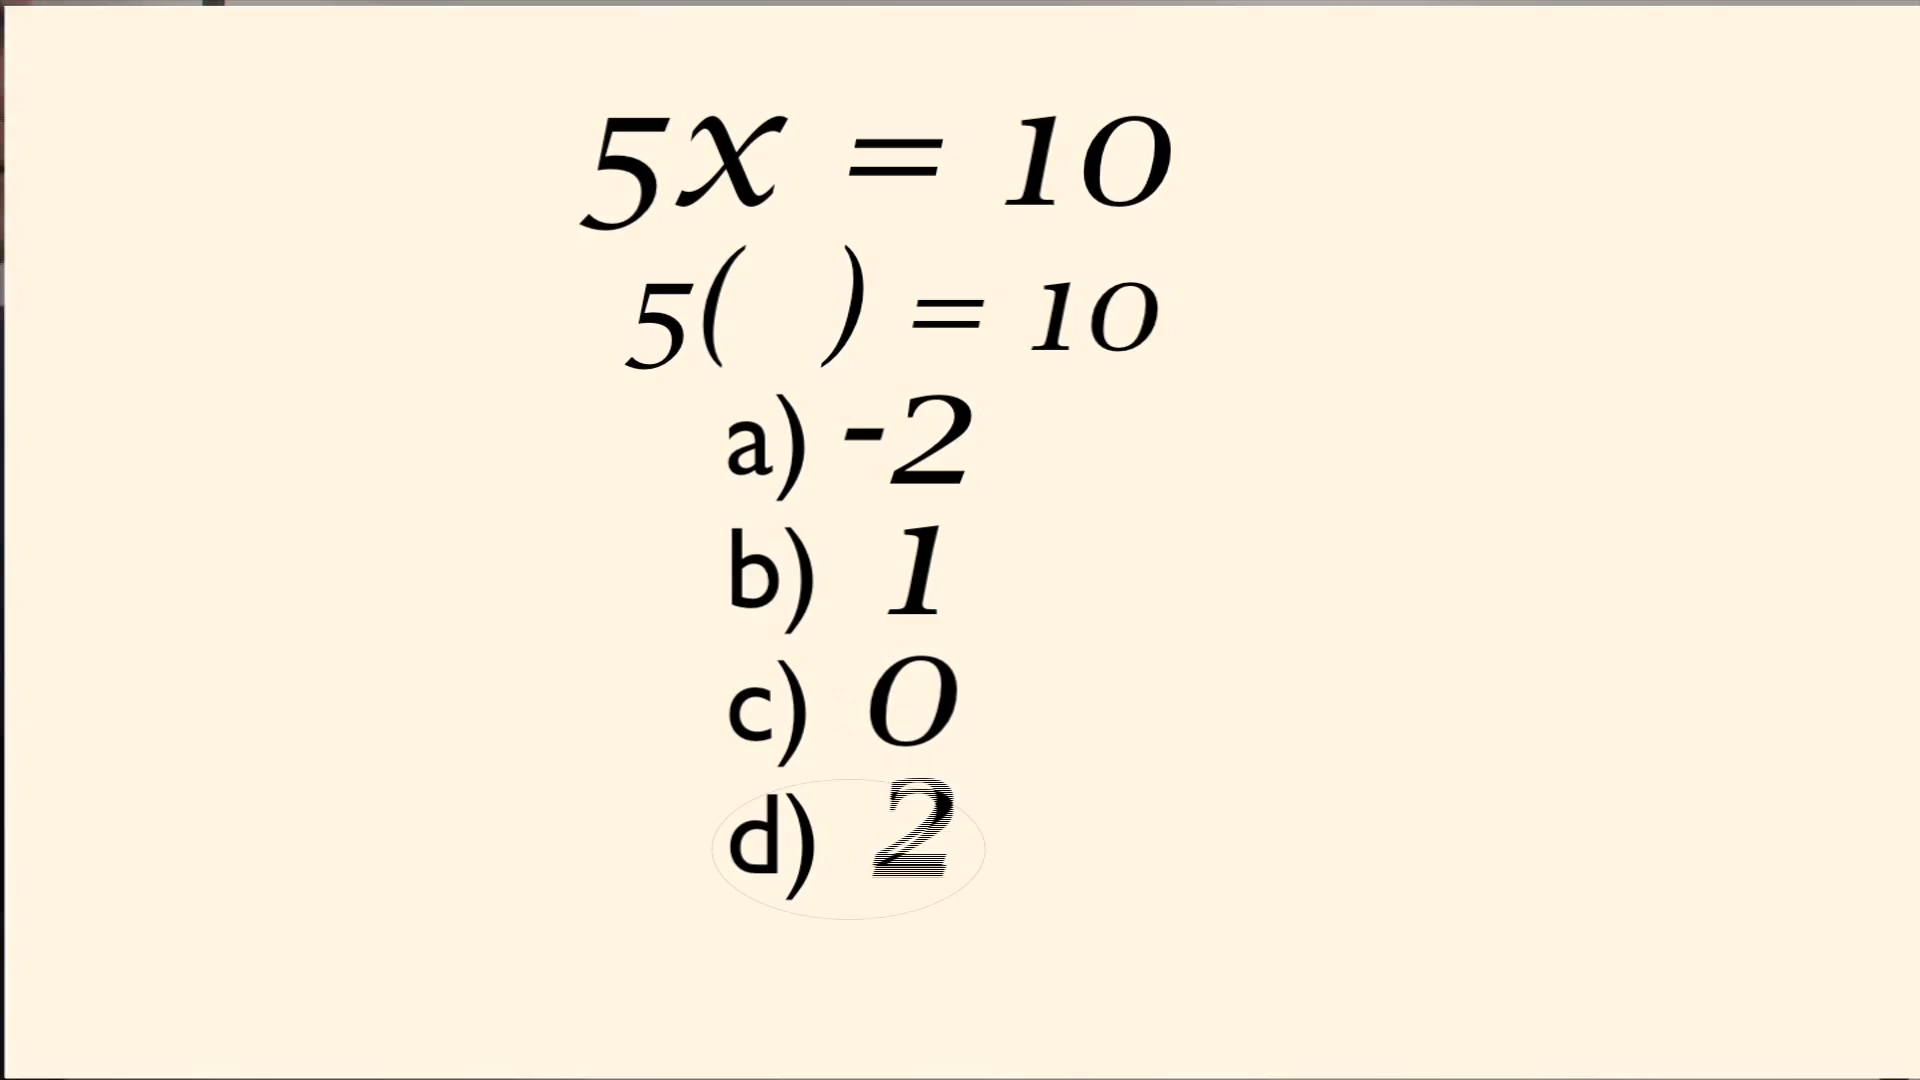 5x = 10
5( ) = 10
a) -2
b) 1
c) 0
d) 2